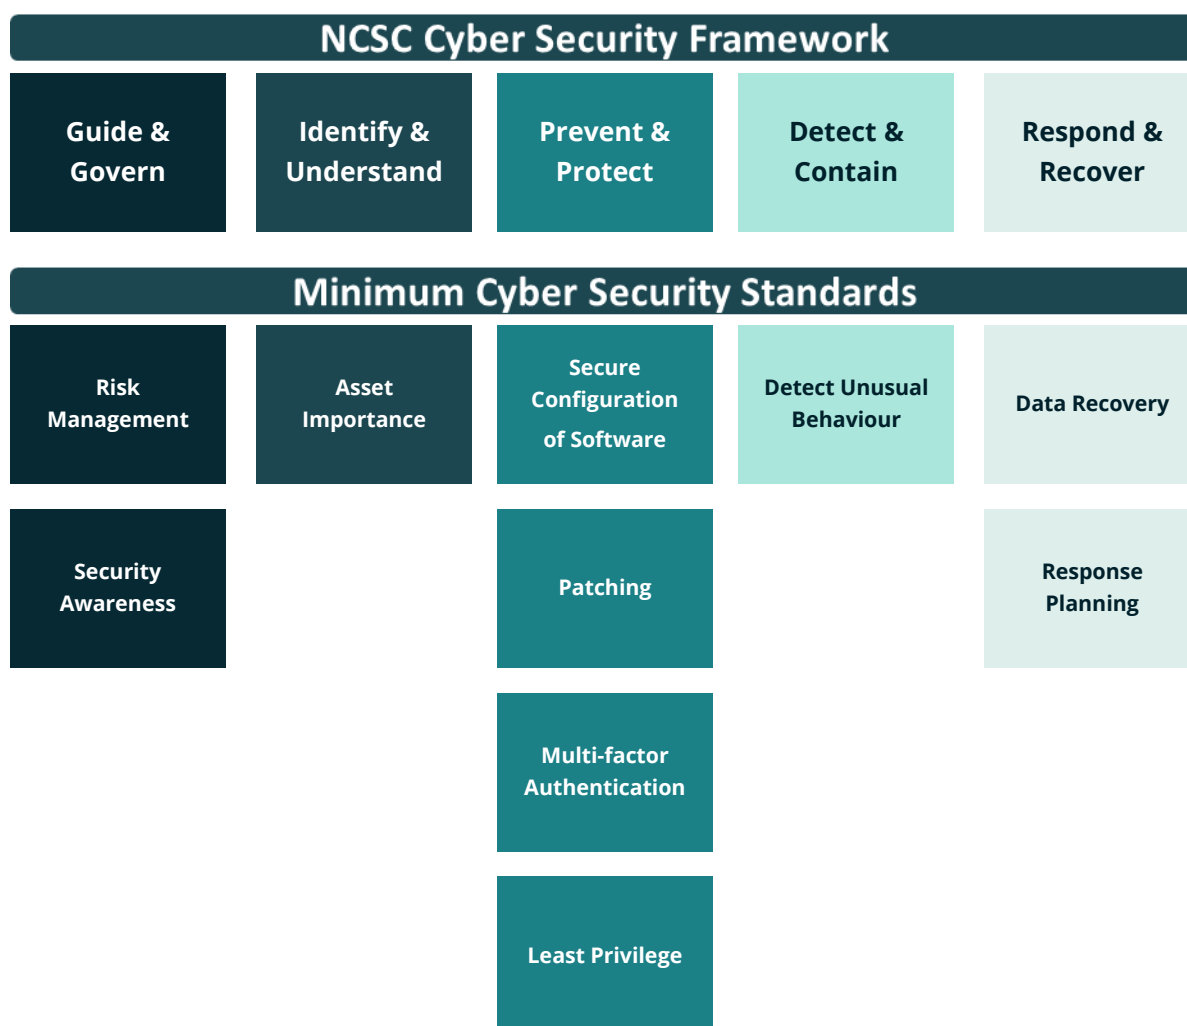 NCSC Cyber Security Framework
Guide &
Govern
Identify &
Understand
Prevent &
Protect
Detect &
Contain
Respond &
Recover
Minimum Cyber Security Standards
Risk
Management
Asset
Importance
Secure
Configuration
of Software
Detect Unusual
Behaviour
Data Recovery
Security
Awareness
Patching
Response
Planning
Multi-factor
Authentication
Least Privilege